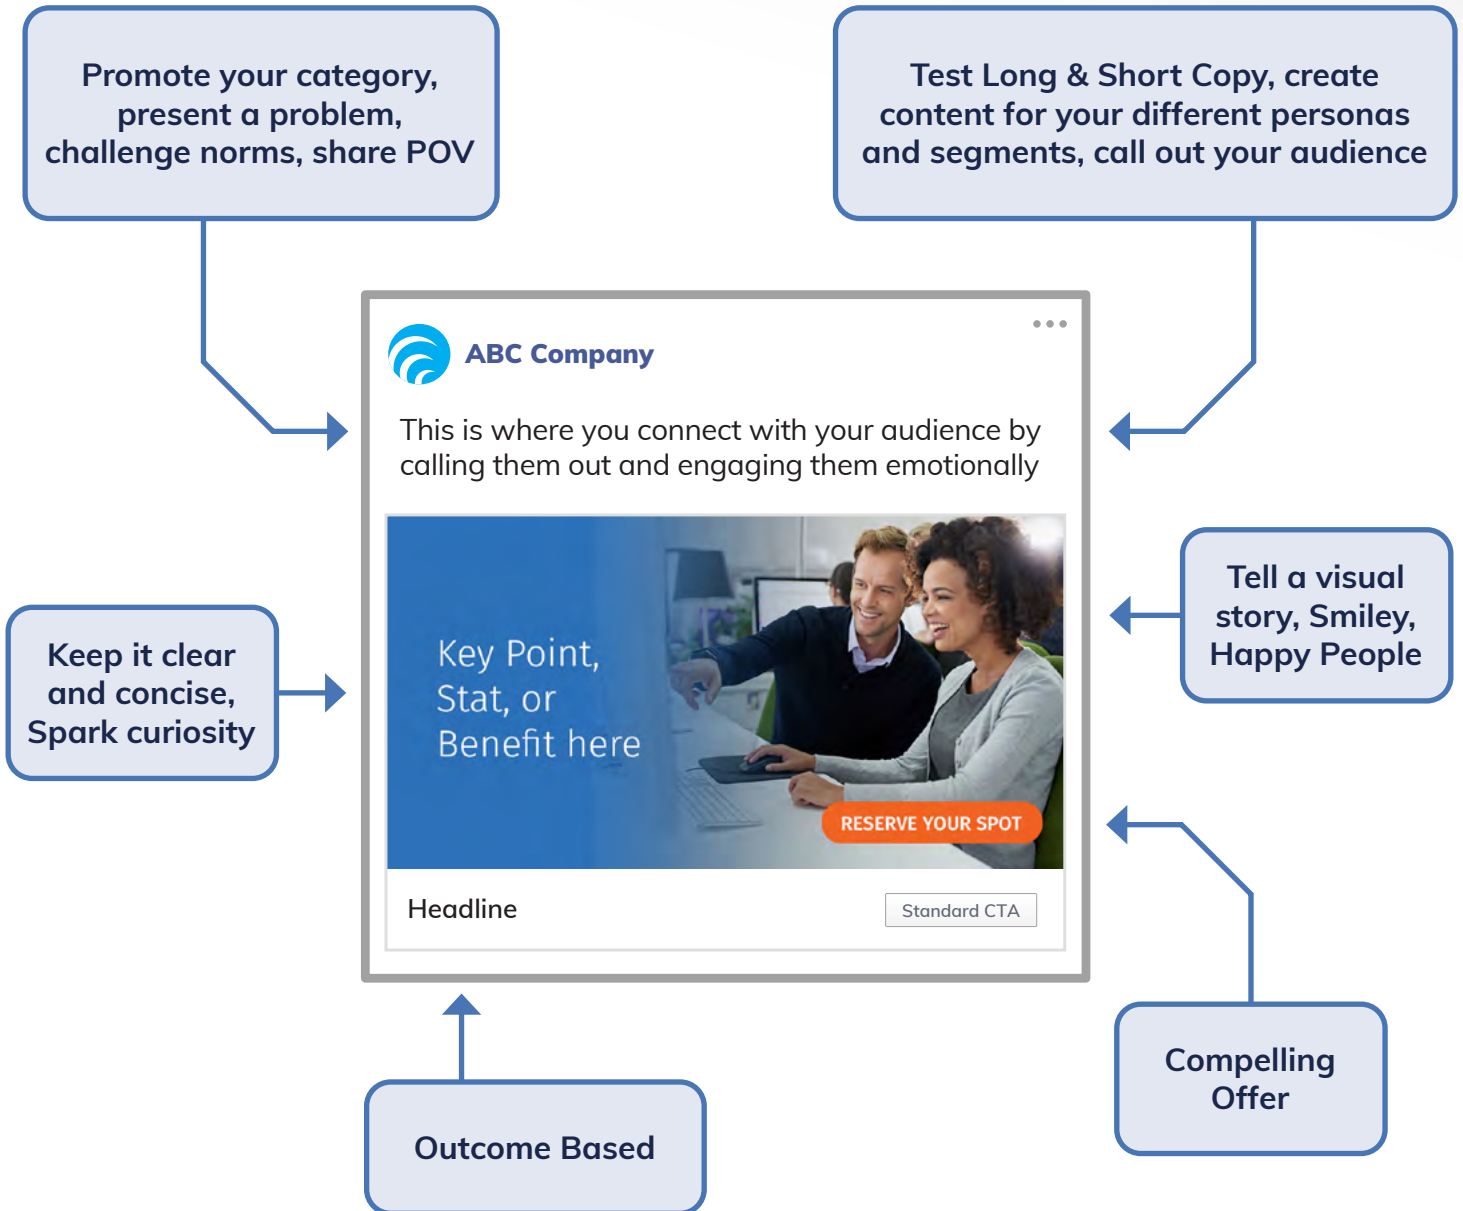 Promote your category,
present a problem,
challenge norms, share POV
Test Long & Short Copy, create
content for your different personas
and segments, call out your audience
ABC Company
This is where you connect with your audience by
calling them out and engaging them emotionally
Keep it clear
and concise,
Spark curiosity
Key Point,
Stat, or
Benefit here
RESERVE YOUR SPOT
Tell a visual
story, Smiley,
Happy People
Headline
Standard CTA
Compelling
Offer
Outcome Based